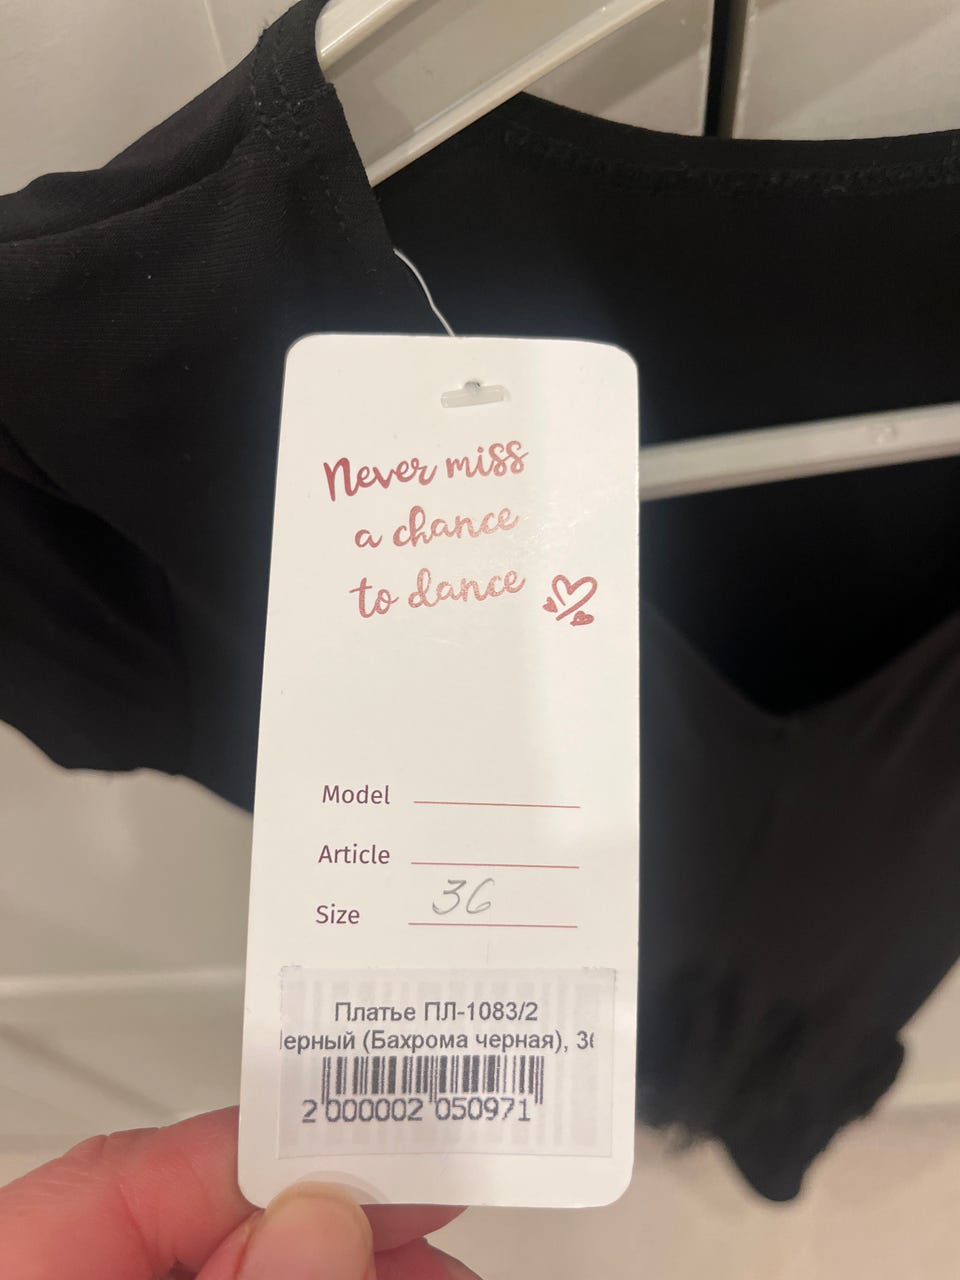 Never miss
a chance
to dance
Model
Article
Size 36
Платье ПЛ-1083/2
ерный (Бахрома черная), 36
2 000002 050971